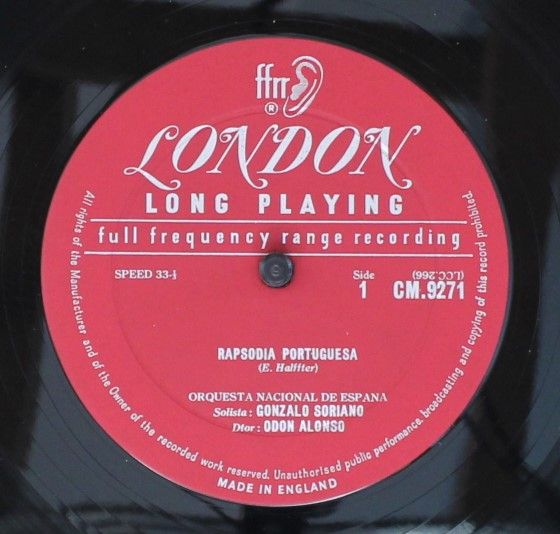 ffrr
®
LONDON
LONG PLAYING
full frequency range recording
SPEED 33-⅓
Side
1
(LCC.266)
CM.9271
RAPSODIA PORTUGUESA
(E. Halffter)
ORQUESTA NACIONAL DE ESPANA
Solista : GONZALO SORIANO
Dtor : ODON ALONSO
All rights of the Manufacturer and of the Owner of the recorded work reserved. Unauthorised public performance, broadcasting and copying of this record prohibited.
MADE IN ENGLAND